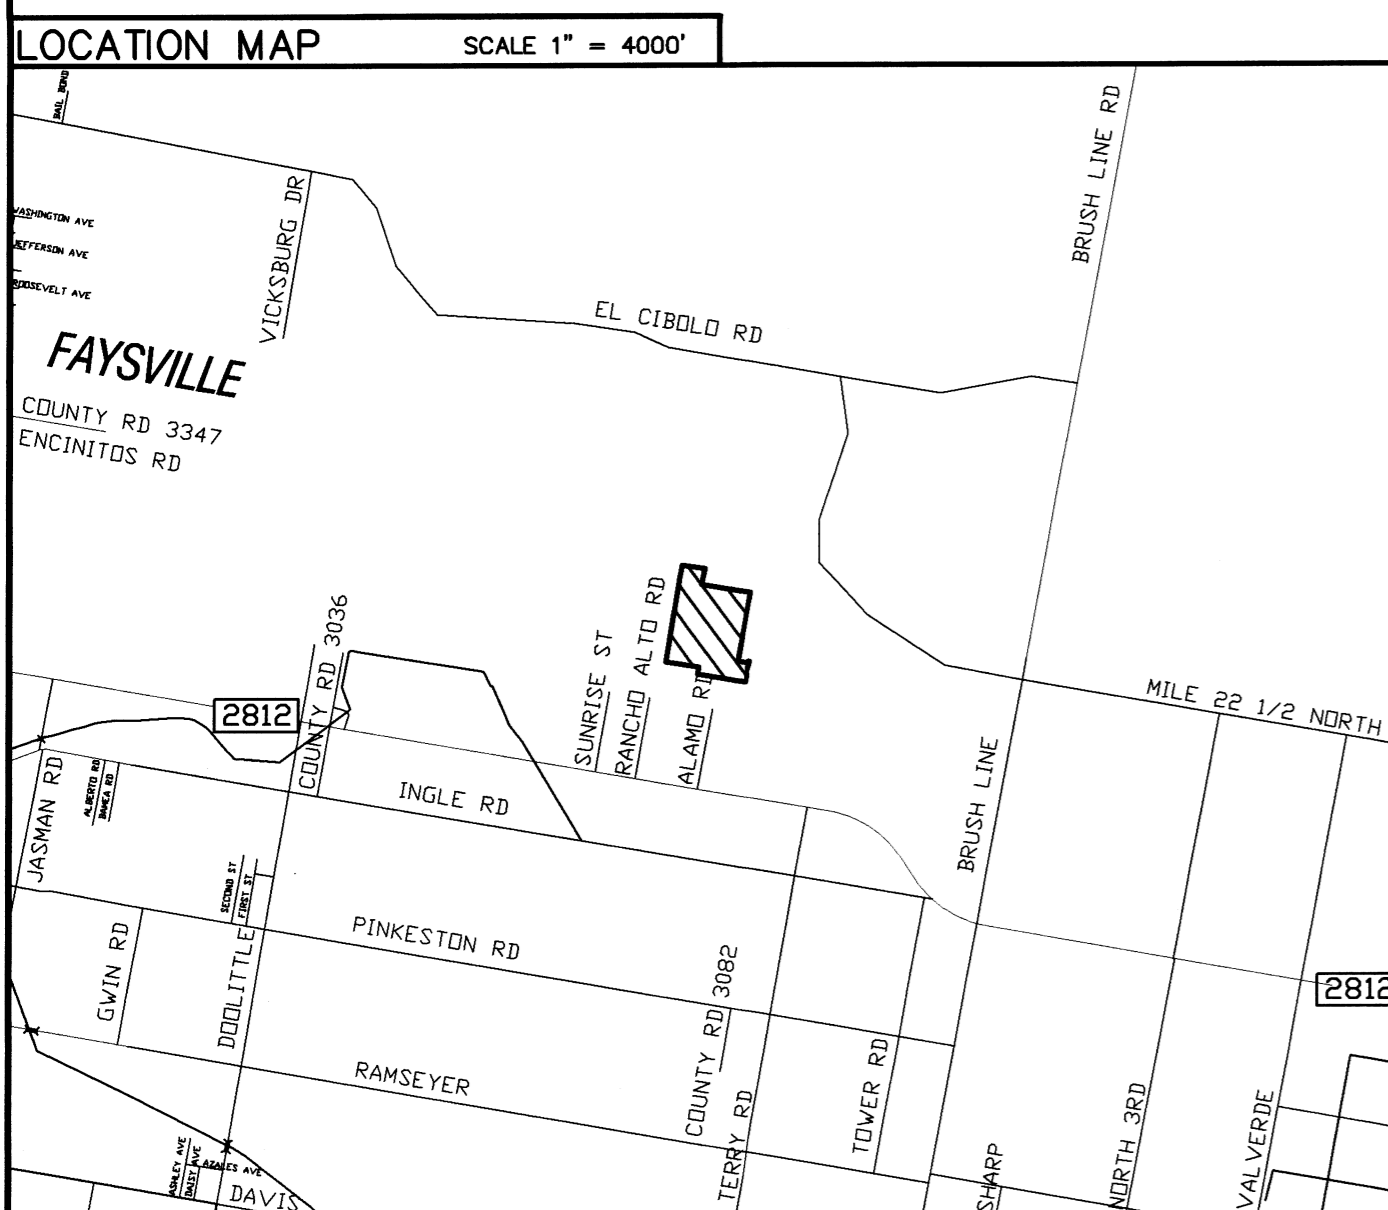 LOCATION MAP SCALE 1" = 4000'
BAIL BOND
BRUSH LINE RD
WASHINGTON AVE
JEFFERSON AVE
ROOSEVELT AVE
VICKSBURG DR
EL CIBOLO RD
FAYSVILLE
COUNTY RD 3347
ENCINITOS RD
COUNTY RD 3036
SUNRISE ST
RANCHO ALTO RD
ALAMO RD
MILE 22 1/2 NORTH
2812
JASMAN RD
ALBERTO RD
INGLE RD
BRUSH LINE
SECOND ST
FIRST ST
PINKESTON RD
GWIN RD
DOOLITTLE
COUNTY RD 3082
2812
RAMSEYER
TOWER RD
TERRY RD
NORTH 3RD
VALVERDE
SHARP
ASHLEY AVE
DAISY AVE
AZALES AVE
DAVIS